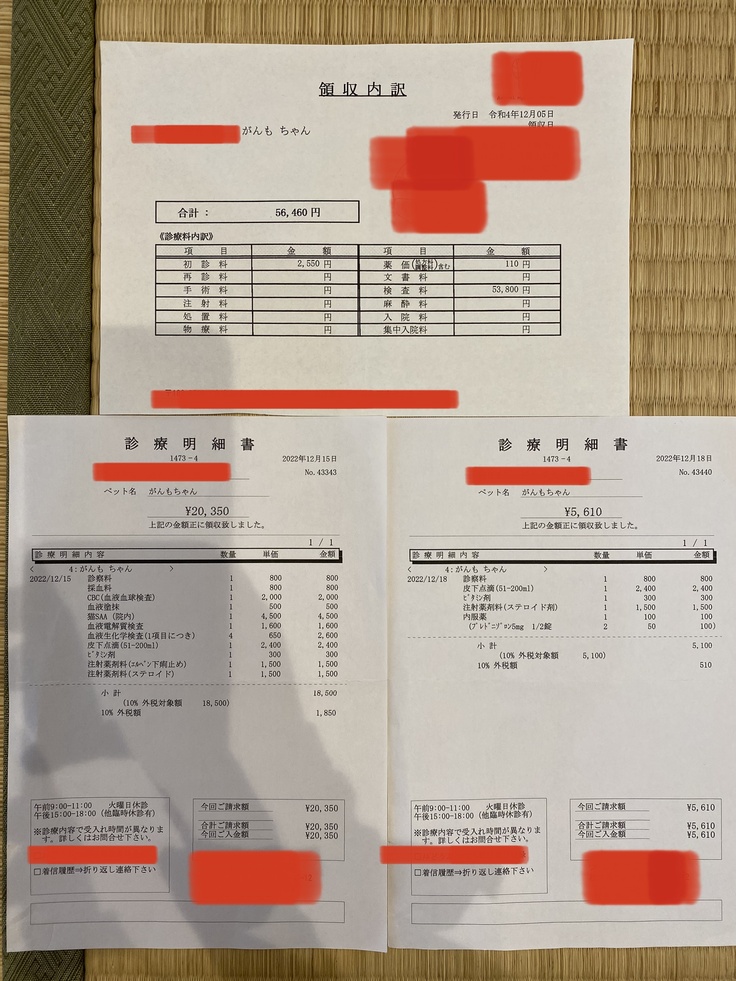 領収内訳
発行日 令和4年12月05日
領収日
がんも ちゃん
合計： 56,460 円
《診療料内訳》
項 目 金 額 項 目 金 額
初 診 料 2,550 円 薬 価(処方料 調整料)含む 110 円
再 診 料 円 文 書 料 円
手 術 料 円 検 査 料 53,800 円
注 射 料 円 麻 酔 料 円
処 置 料 円 入 院 料 円
物 療 料 円 集中入院料 円
診 療 明 細 書
1473-4 2022年12月15日
No.43343
ペット名 がんもちゃん
¥20,350
上記の金額正に領収致しました。
1 / 1
診療明細内容 数量 単価 金額
< 4:がんも ちゃん >
2022/12/15 診察料 1 800 800
採血料 1 800 800
CBC(血液血球検査) 1 2,000 2,000
血液塗抹 1 500 500
猫SAA (院内) 1 4,500 4,500
血液電解質検査 1 1,600 1,600
血液生化学検査(1項目につき) 4 650 2,600
皮下点滴(51-200ml) 1 2,400 2,400
ビタミン剤 1 300 300
注射薬剤料(エルベン下痢止め) 1 1,500 1,500
注射薬剤料(ステロイド) 1 1,500 1,500
小 計 18,500
(10% 外税対象額 18,500)
10% 外税額 1,850
午前9:00-11:00 火曜日休診
午後15:00-18:00 (他臨時休診有)
※診療内容で受入れ時間が異なりま
す。詳しくはお問合せ下さい。
□着信履歴⇒折り返し連絡下さい
今回ご請求額 ¥20,350
合計ご請求額 ¥20,350
今回ご入金額 ¥20,350
診 療 明 細 書
1473-4 2022年12月18日
No.43440
ペット名 がんもちゃん
¥5,610
上記の金額正に領収致しました。
1 / 1
診療明細内容 数量 単価 金額
< 4:がんも ちゃん >
2022/12/18 診察料 1 800 800
皮下点滴(51-200ml) 1 2,400 2,400
ビタミン剤 1 300 300
注射薬剤料(ステロイド剤) 1 1,500 1,500
内服薬 1 100 100
(プレドニゾロン5mg 1/2錠 2 50 100)
小 計 5,100
(10% 外税対象額 5,100)
10% 外税額 510
午前9:00-11:00 火曜日休診
午後15:00-18:00 (他臨時休診有)
※診療内容で受入れ時間が異なりま
す。詳しくはお問合せ下さい。
□着信履歴⇒折り返し連絡下さい
今回ご請求額 ¥5,610
合計ご請求額 ¥5,610
今回ご入金額 ¥5,610